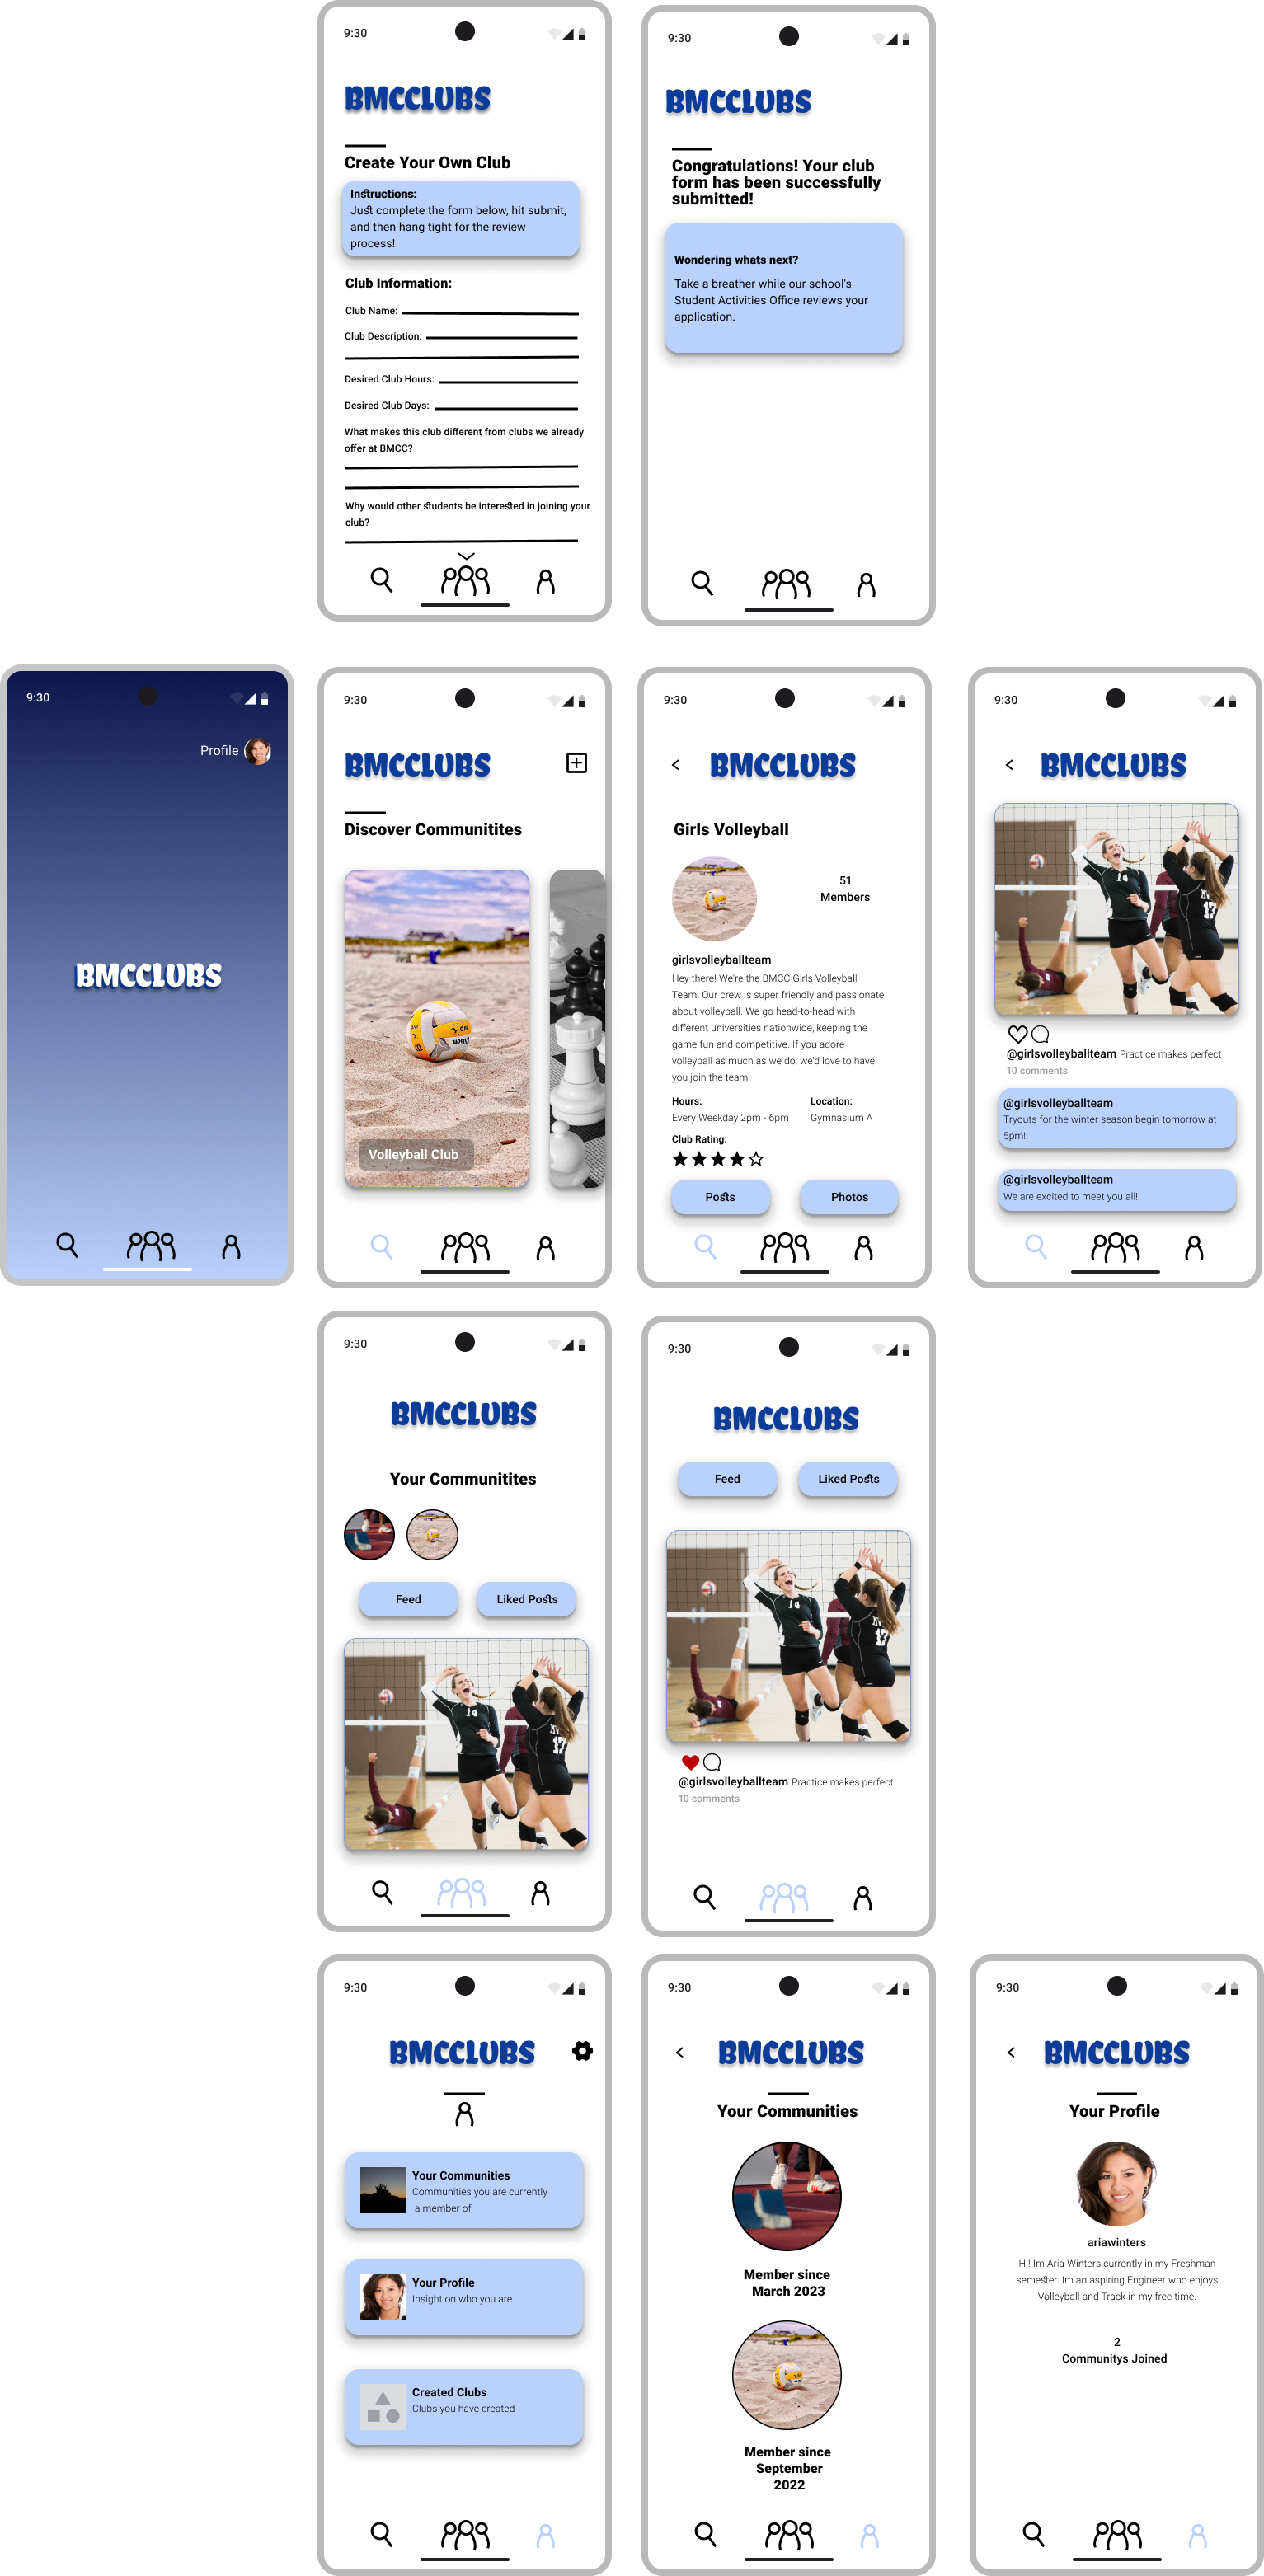 9:30
BMCCLUBS
Create Your Own Club
Instructions:
Just complete the form below, hit submit,
and then hang tight for the review
process!
Club Information:
Club Name:
Club Description:
Desired Club Hours:
Desired Club Days:
What makes this club different from clubs we already
offer at BMCC?
Why would other students be interested in joining your
club?
9:30
BMCCLUBS
Congratulations! Your club
form has been successfully
submitted!
Wondering whats next?
Take a breather while our school's
Student Activities Office reviews your
application.
9:30
Profile
BMCCLUBS
9:30
BMCCLUBS
Discover Communitites
Volleyball Club
9:30
<
BMCCLUBS
Girls Volleyball
51
Members
girlsvolleyballteam
Hey there! We're the BMCC Girls Volleyball
Team! Our crew is super friendly and passionate
about volleyball. We go head-to-head with
different universities nationwide, keeping the
game fun and competitive. If you adore
volleyball as much as we do, we'd love to have
you join the team.
Hours:
Every Weekday 2pm - 6pm
Location:
Gymnasium A
Club Rating:
Posts
Photos
9:30
<
BMCCLUBS
14
17
@girlsvolleyballteam Practice makes perfect
10 comments
@girlsvolleyballteam
Tryouts for the winter season begin tomorrow at
5pm!
@girlsvolleyballteam
We are excited to meet you all!
9:30
BMCCLUBS
Your Communitites
Feed
Liked Posts
14
17
9:30
BMCCLUBS
Feed
Liked Posts
14
17
@girlsvolleyballteam Practice makes perfect
10 comments
9:30
BMCCLUBS
Your Communities
Communities you are currently
a member of
Your Profile
Insight on who you are
Created Clubs
Clubs you have created
9:30
<
BMCCLUBS
Your Communities
Member since
March 2023
Member since
September
2022
9:30
<
BMCCLUBS
Your Profile
ariawinters
Hi! Im Aria Winters currently in my Freshman
semester. Im an aspiring Engineer who enjoys
Volleyball and Track in my free time.
2
Communitys Joined